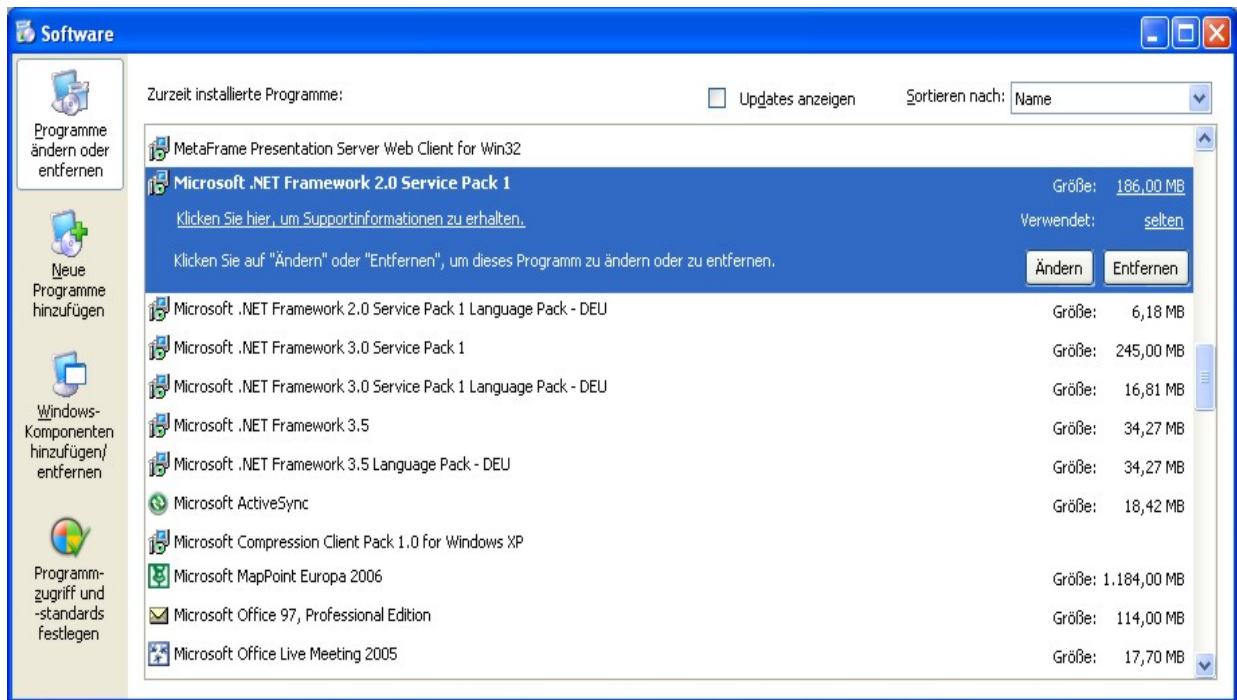 Software
Programme
ändern oder
entfernen
Neue
Programme
hinzufügen
Windows-
Komponenten
hinzufügen/
entfernen
Programm-
zugriff und
-standards
festlegen
Zurzeit installierte Programme:
Updates anzeigen
Sortieren nach: Name
MetaFrame Presentation Server Web Client for Win32
Microsoft .NET Framework 2.0 Service Pack 1 Größe: 186,00 MB
Klicken Sie hier, um Supportinformationen zu erhalten. Verwendet: selten
Klicken Sie auf "Ändern" oder "Entfernen", um dieses Programm zu ändern oder zu entfernen. Ändern Entfernen
Microsoft .NET Framework 2.0 Service Pack 1 Language Pack - DEU Größe: 6,18 MB
Microsoft .NET Framework 3.0 Service Pack 1 Größe: 245,00 MB
Microsoft .NET Framework 3.0 Service Pack 1 Language Pack - DEU Größe: 16,81 MB
Microsoft .NET Framework 3.5 Größe: 34,27 MB
Microsoft .NET Framework 3.5 Language Pack - DEU Größe: 34,27 MB
Microsoft ActiveSync Größe: 18,42 MB
Microsoft Compression Client Pack 1.0 for Windows XP
Microsoft MapPoint Europa 2006 Größe: 1.184,00 MB
Microsoft Office 97, Professional Edition Größe: 114,00 MB
Microsoft Office Live Meeting 2005 Größe: 17,70 MB